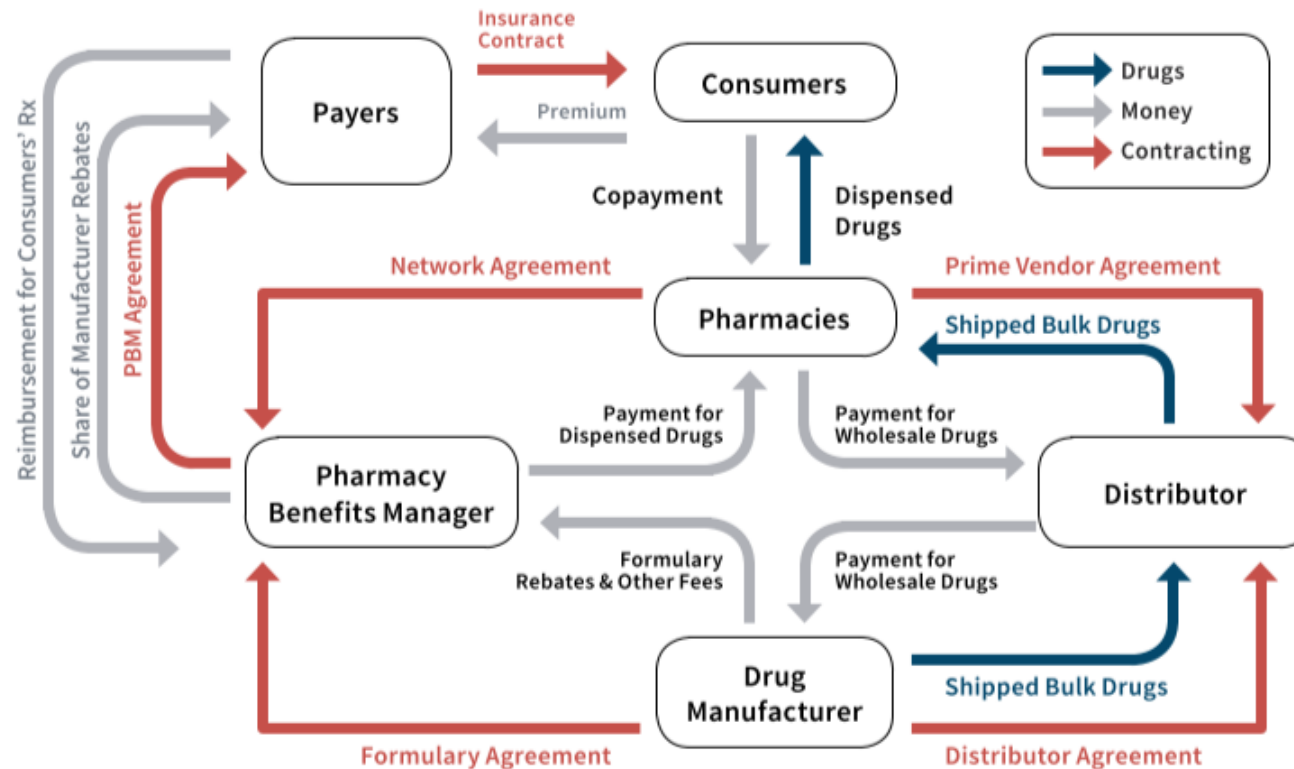 Insurance
Contract
Payers
Consumers
Premium
Drugs
Money
Contracting
Reimbursement for Consumers' Rx
Share of Manufacturer Rebates
PBM Agreement
Copayment
Dispensed
Drugs
Network Agreement
Prime Vendor Agreement
Pharmacies
Shipped Bulk Drugs
Payment for
Dispensed Drugs
Payment for
Wholesale Drugs
Pharmacy
Benefits Manager
Distributor
Formulary
Rebates & Other Fees
Payment for
Wholesale Drugs
Drug
Manufacturer
Shipped Bulk Drugs
Formulary Agreement
Distributor Agreement